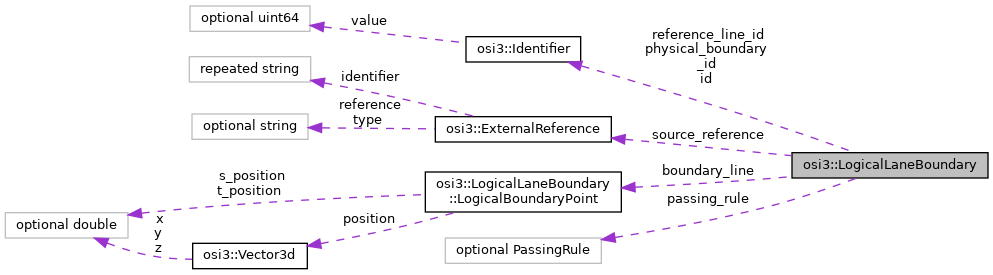 optional uint64
value
osi3::Identifier
reference_line_id
physical_boundary
_id
id
repeated string
identifier
optional string
reference
type
osi3::ExternalReference
source_reference
osi3::LogicalLaneBoundary
boundary_line
osi3::LogicalLaneBoundary
::LogicalBoundaryPoint
s_position
t_position
passing_rule
optional double
x
y
z
position
osi3::Vector3d
optional PassingRule